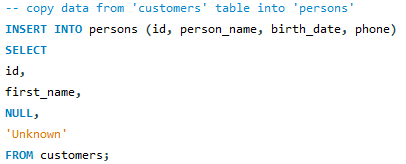 -- copy data from 'customers' table into 'persons'
INSERT INTO persons (id, person_name, birth_date, phone)
SELECT
id,
first_name,
NULL,
'Unknown'
FROM customers;